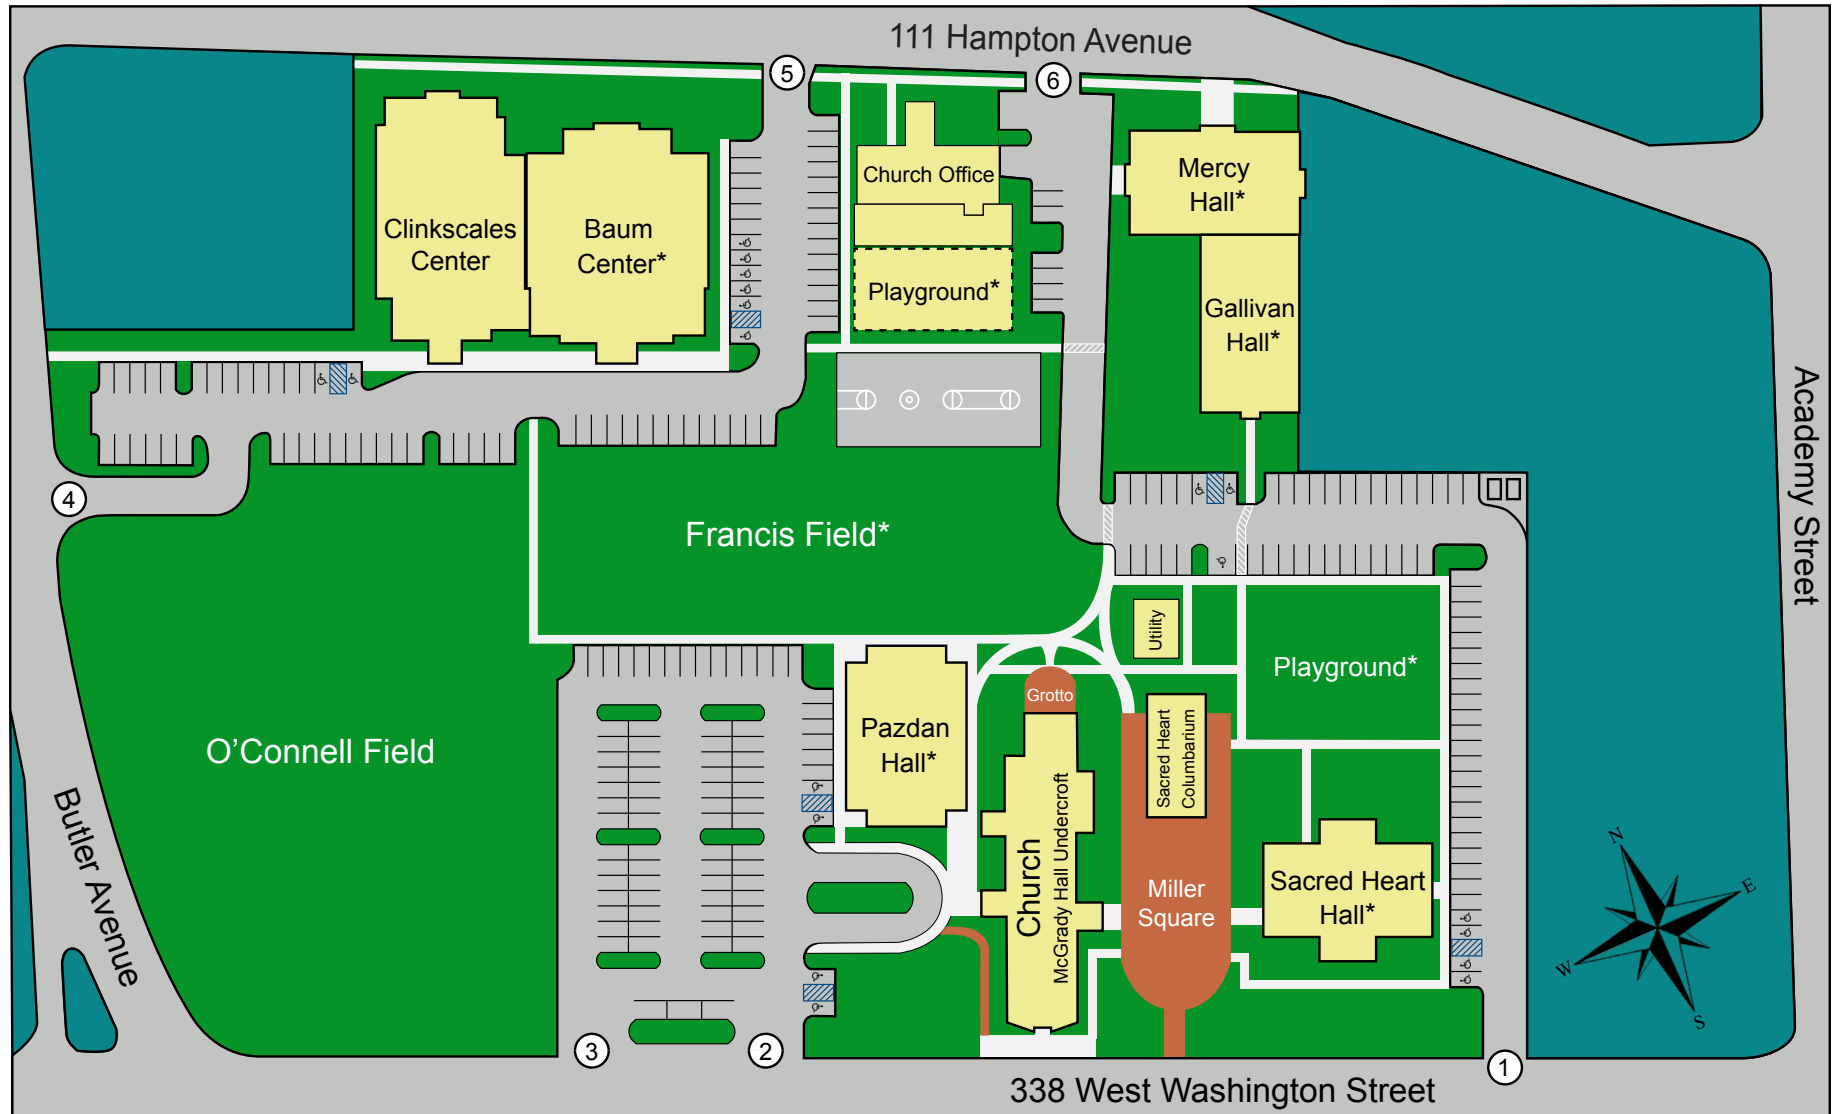 111 Hampton Avenue
5
6
Church Office
Mercy
Hall*
Clinkscales
Center
Baum
Center*
Playground*
Gallivan
Hall*
Academy Street
4
Francis Field*
Utility
Playground*
Grotto
O'Connell Field
Pazdan
Hall*
Sacred Heart
Columbarium
Butler Avenue
Church
McGrady Hall Undercroft
Miller
Square
Sacred Heart
Hall*
N
E
W
S
3
2
1
338 West Washington Street